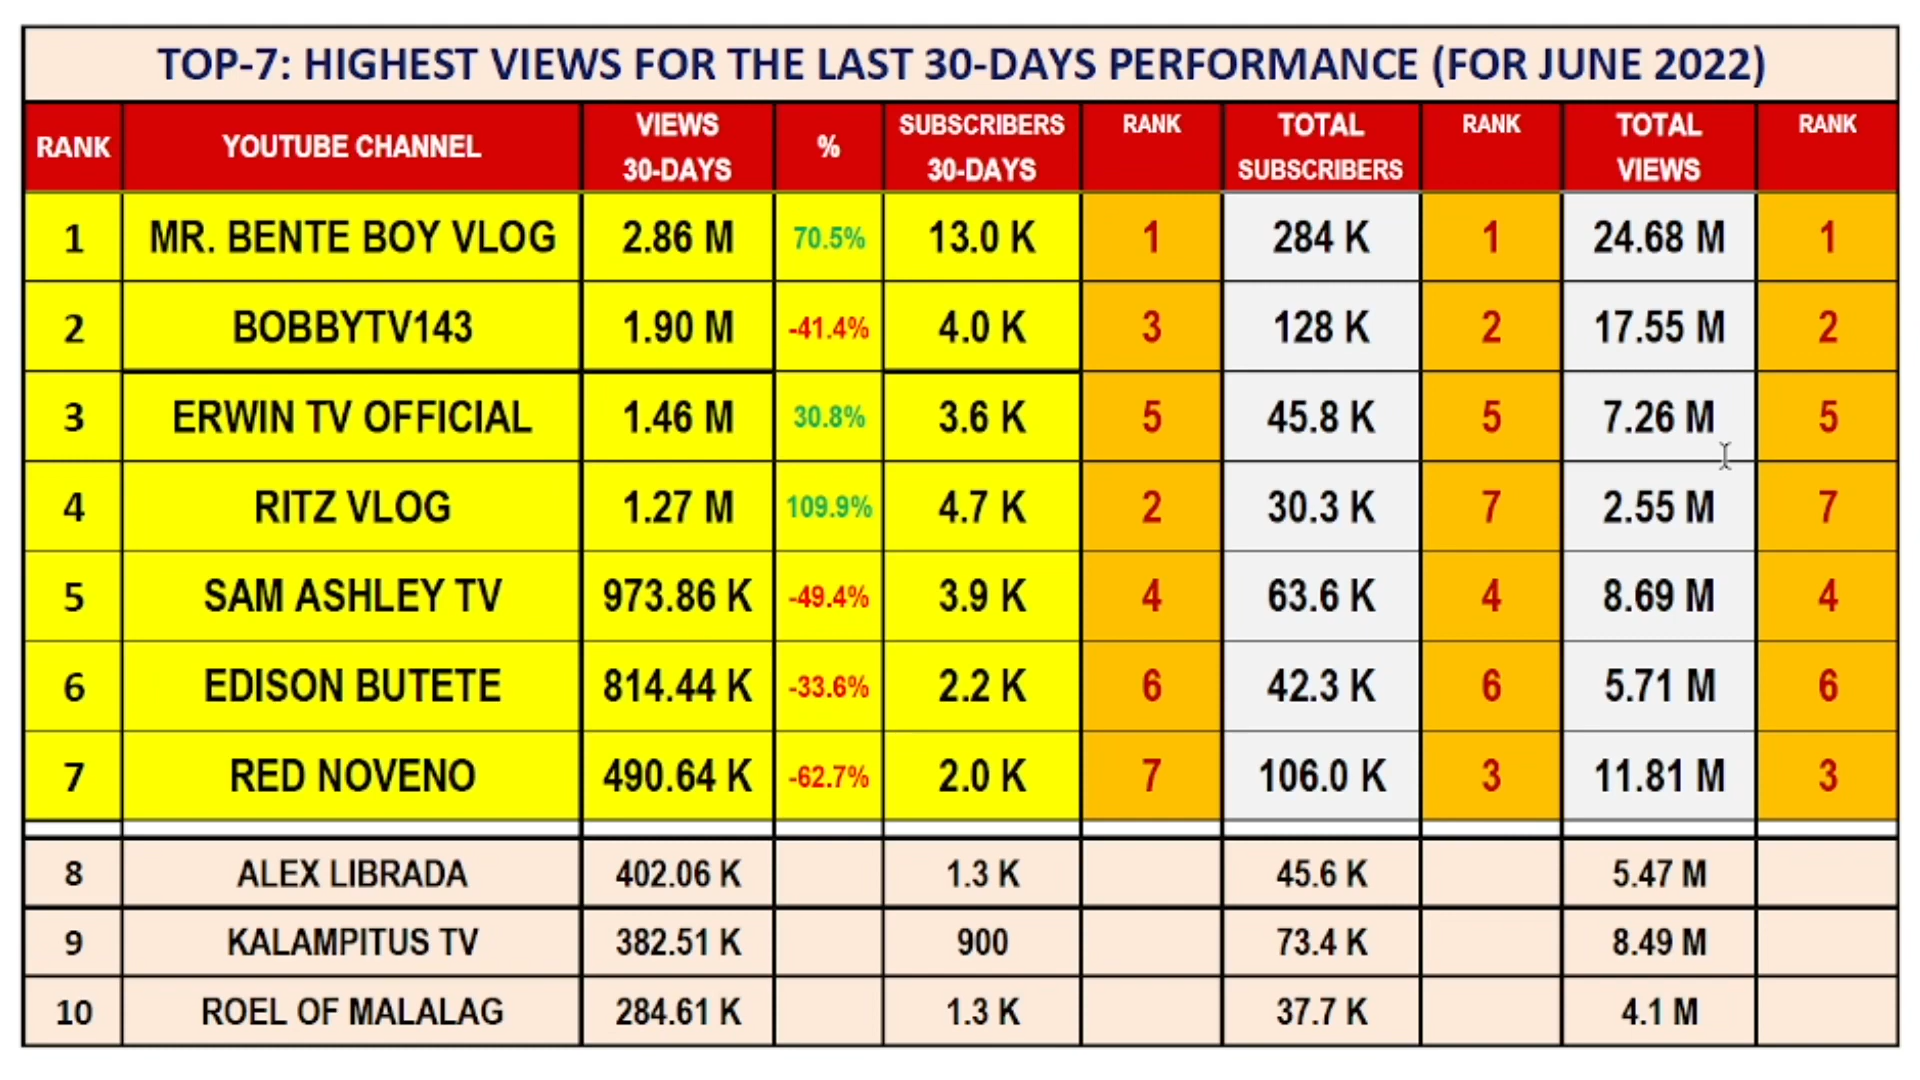 TOP-7: HIGHEST VIEWS FOR THE LAST 30-DAYS PERFORMANCE (FOR JUNE 2022)
RANK YOUTUBE CHANNEL VIEWS 30-DAYS % SUBSCRIBERS 30-DAYS RANK TOTAL SUBSCRIBERS RANK TOTAL VIEWS RANK
1 MR. BENTE BOY VLOG 2.86 M 70.5% 13.0 K 1 284 K 1 24.68 M 1
2 BOBBYTV143 1.90 M -41.4% 4.0 K 3 128 K 2 17.55 M 2
3 ERWIN TV OFFICIAL 1.46 M 30.8% 3.6 K 5 45.8 K 5 7.26 M 5
4 RITZ VLOG 1.27 M 109.9% 4.7 K 2 30.3 K 7 2.55 M 7
5 SAM ASHLEY TV 973.86 K -49.4% 3.9 K 4 63.6 K 4 8.69 M 4
6 EDISON BUTETE 814.44 K -33.6% 2.2 K 6 42.3 K 6 5.71 M 6
7 RED NOVENO 490.64 K -62.7% 2.0 K 7 106.0 K 3 11.81 M 3
8 ALEX LIBRADA 402.06 K 1.3 K 45.6 K 5.47 M
9 KALAMPITUS TV 382.51 K 900 73.4 K 8.49 M
10 ROEL OF MALALAG 284.61 K 1.3 K 37.7 K 4.1 M